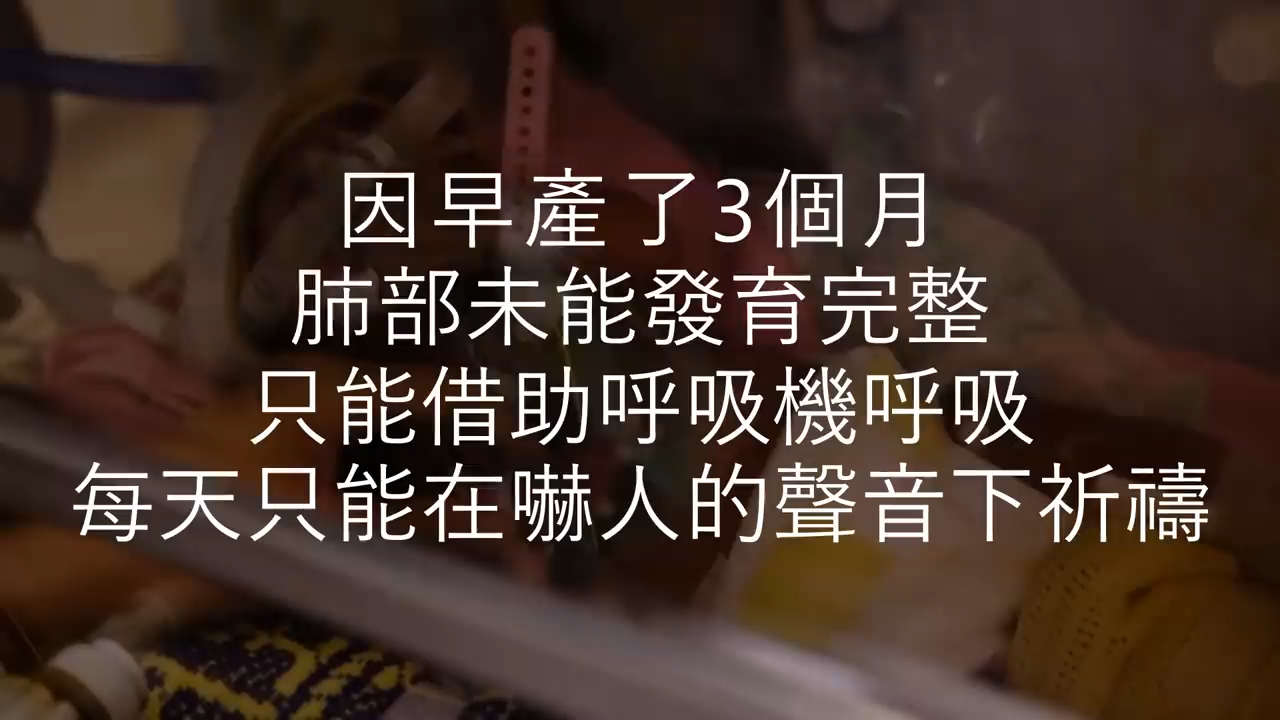 因早產了3個月
肺部未能發育完整
只能借助呼吸機呼吸
每天只能在嚇人的聲音下祈禱